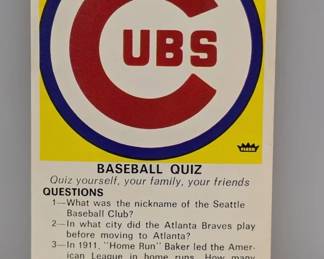 CUBS
FLEER
BASEBALL QUIZ
Quiz yourself, your family, your friends
QUESTIONS
1—What was the nickname of the Seattle
Baseball Club?
2—In what city did the Atlanta Braves play
before moving to Atlanta?
3—In 1911, "Home Run" Baker led the Amer-
ican League in home runs. How many